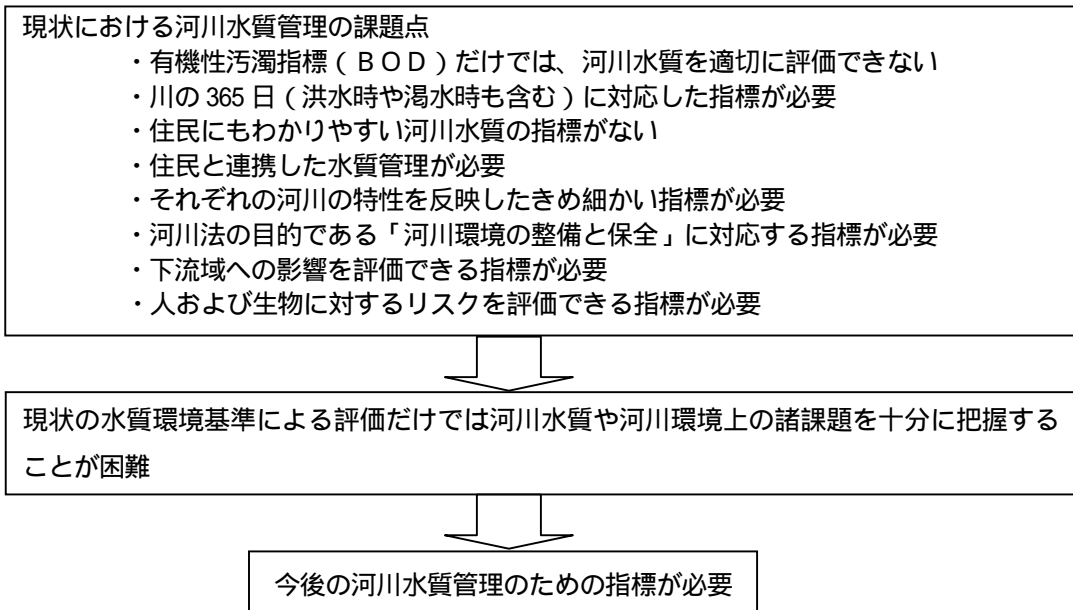 現状における河川水質管理の課題点
・有機性汚濁指標（ＢＯＤ）だけでは、河川水質を適切に評価できない
・川の 365 日（洪水時や渇水時も含む）に対応した指標が必要
・住民にもわかりやすい河川水質の指標がない
・住民と連携した水質管理が必要
・それぞれの河川の特性を反映したきめ細かい指標が必要
・河川法の目的である「河川環境の整備と保全」に対応する指標が必要
・下流域への影響を評価できる指標が必要
・人および生物に対するリスクを評価できる指標が必要
現状の水質環境基準による評価だけでは河川水質や河川環境上の諸課題を十分に把握する
ことが困難
今後の河川水質管理のための指標が必要